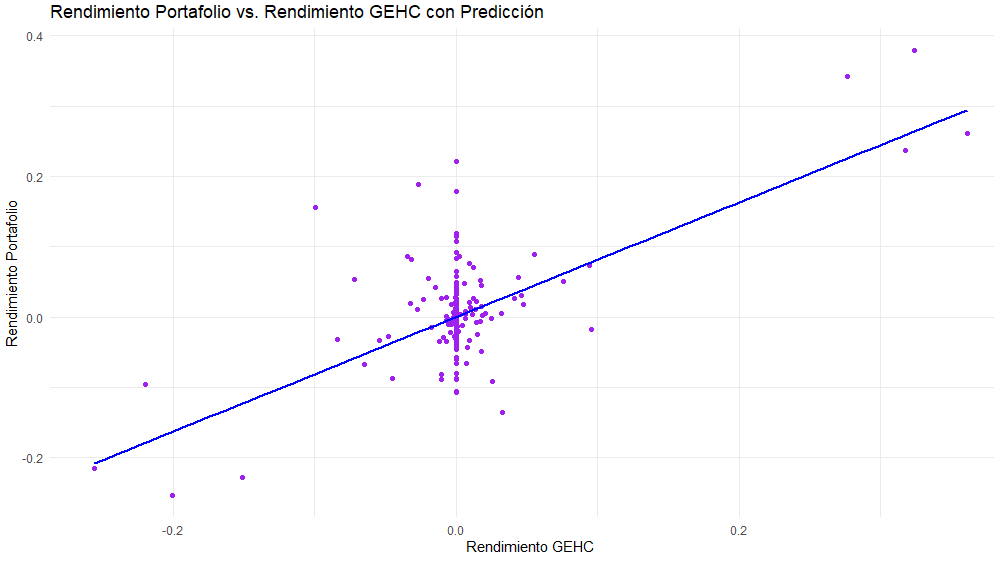 Rendimiento Portafolio vs. Rendimiento GEHC con Predicción
0.4
0.2
0.0
-0.2
Rendimiento Portafolio
-0.2
0.0
0.2
Rendimiento GEHC